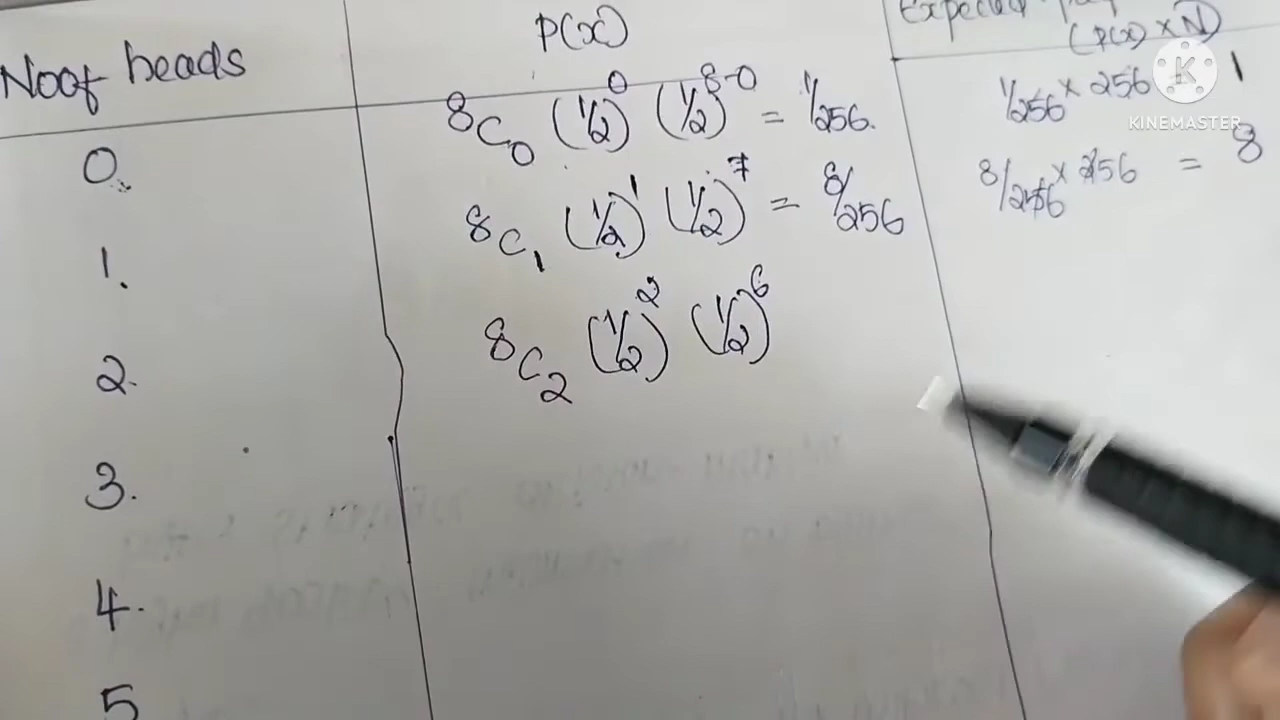 No of heads P(x) Expected
(P(x) × N)
0. 8C0 (1/2)^0 (1/2)^8-0 = 1/256. 1/256 × 256 = 1
KINEMASTER
1. 8C1 (1/2)^1 (1/2)^7 = 8/256 8/256 × 256 = 8
2. 8C2 (1/2)^2 (1/2)^6
3.
4.
5